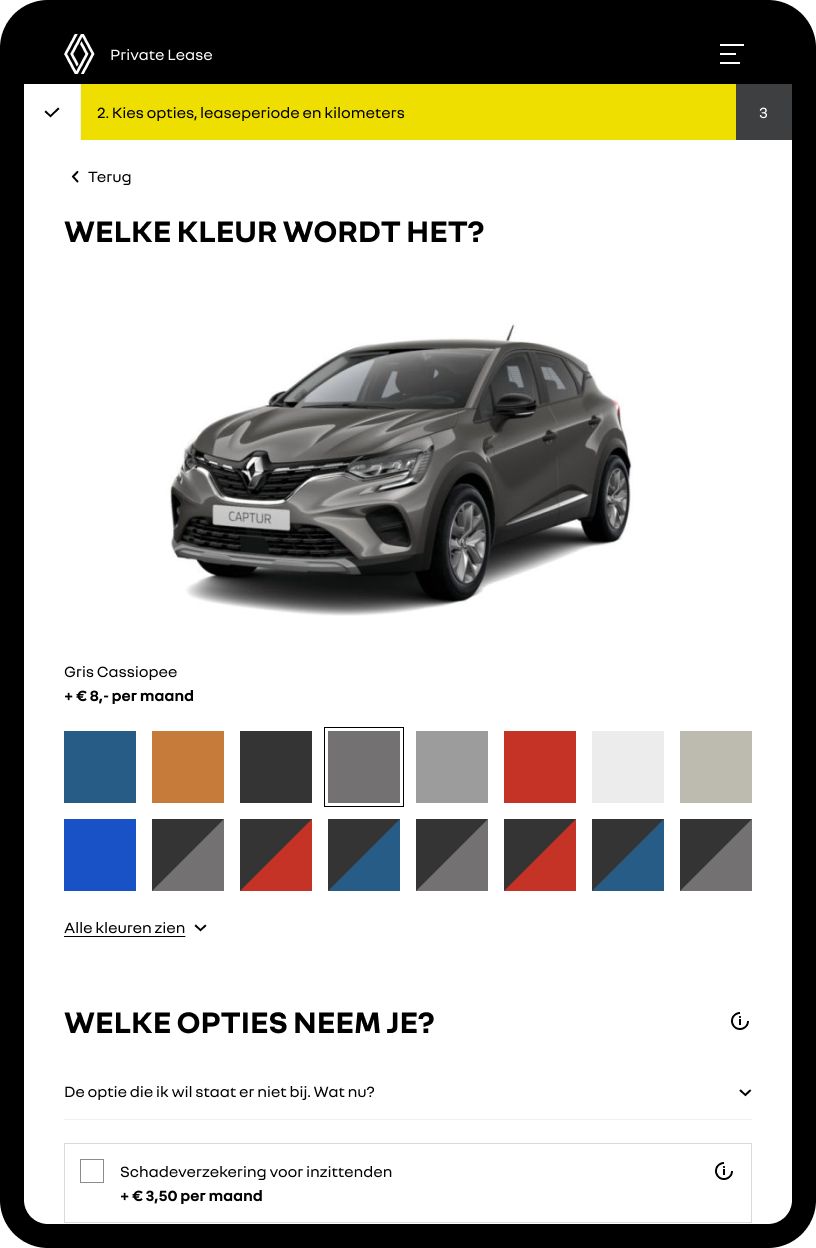 Private Lease
2. Kies opties, leaseperiode en kilometers
3
Terug
WELKE KLEUR WORDT HET?
CAPTUR
Gris Cassiopee
+ € 8,- per maand
Alle kleuren zien
WELKE OPTIES NEEM JE?
De optie die ik wil staat er niet bij. Wat nu?
Schadeverzekering voor inzittenden
+ € 3,50 per maand